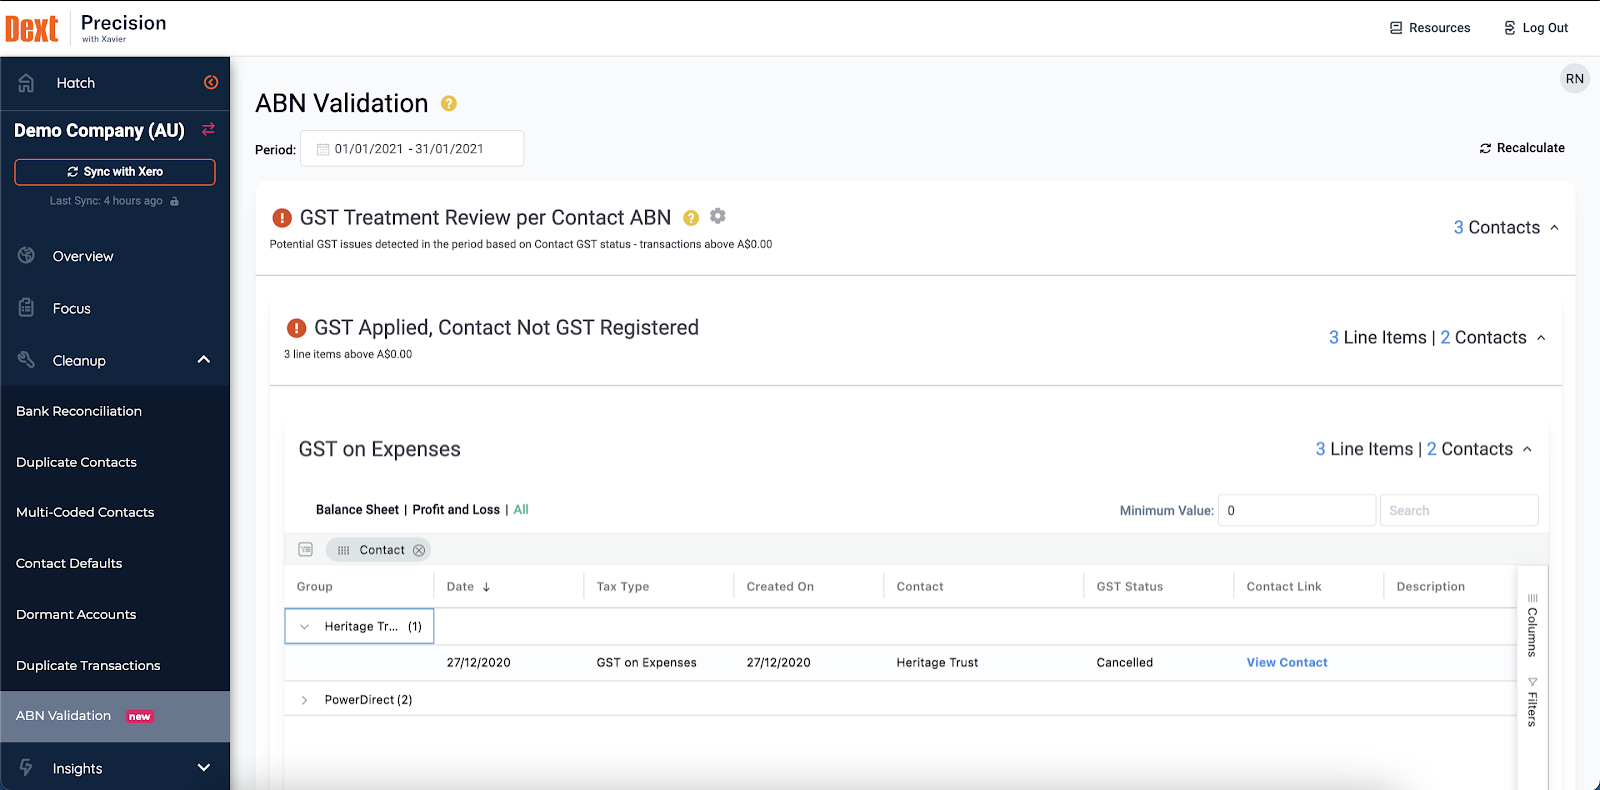 Dext Precision
with Xavier
Resources
Log Out
Hatch
Demo Company (AU)
Sync with Xero
Last Sync: 4 hours ago
Overview
Focus
Cleanup
Bank Reconciliation
Duplicate Contacts
Multi-Coded Contacts
Contact Defaults
Dormant Accounts
Duplicate Transactions
ABN Validation new
Insights
RN
ABN Validation ?
Period: 01/01/2021 - 31/01/2021
Recalculate
! GST Treatment Review per Contact ABN ?
Potential GST issues detected in the period based on Contact GST status - transactions above A$0.00
3 Contacts
! GST Applied, Contact Not GST Registered
3 line items above A$0.00
3 Line Items | 2 Contacts
GST on Expenses
3 Line Items | 2 Contacts
Balance Sheet | Profit and Loss | All
Minimum Value: 0 Search
Contact
Group Date Tax Type Created On Contact GST Status Contact Link Description
Heritage Tr... (1)
27/12/2020 GST on Expenses 27/12/2020 Heritage Trust Cancelled View Contact
PowerDirect (2)
Columns
Filters